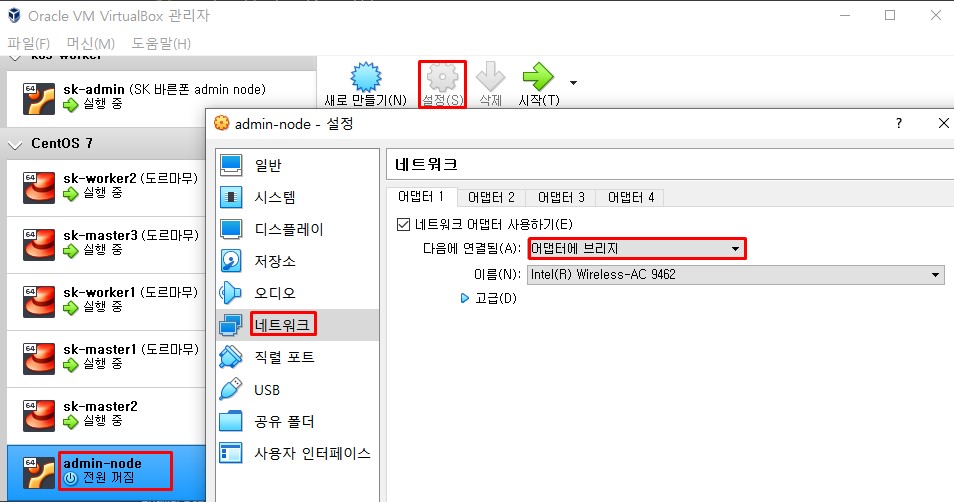 Oracle VM VirtualBox 관리자
파일(F) 머신(M) 도움말(H)
k8s-worker
64
sk-admin (SK 바른폰 admin node)
실행 중
새로 만들기(N) 설정(S) 삭제 시작(T)
CentOS 7
64
sk-worker2 (도르마무)
실행 중
64
sk-master3 (도르마무)
실행 중
64
sk-worker1 (도르마무)
실행 중
64
sk-master1 (도르마무)
실행 중
64
sk-master2
실행 중
64
admin-node
전원 꺼짐
admin-node - 설정
?
일반
시스템
디스플레이
저장소
오디오
네트워크
직렬 포트
USB
공유 폴더
사용자 인터페이스
네트워크
어댑터 1 어댑터 2 어댑터 3 어댑터 4
네트워크 어댑터 사용하기(E)
다음에 연결됨(A): 어댑터에 브리지
이름(N): Intel(R) Wireless-AC 9462
고급(D)